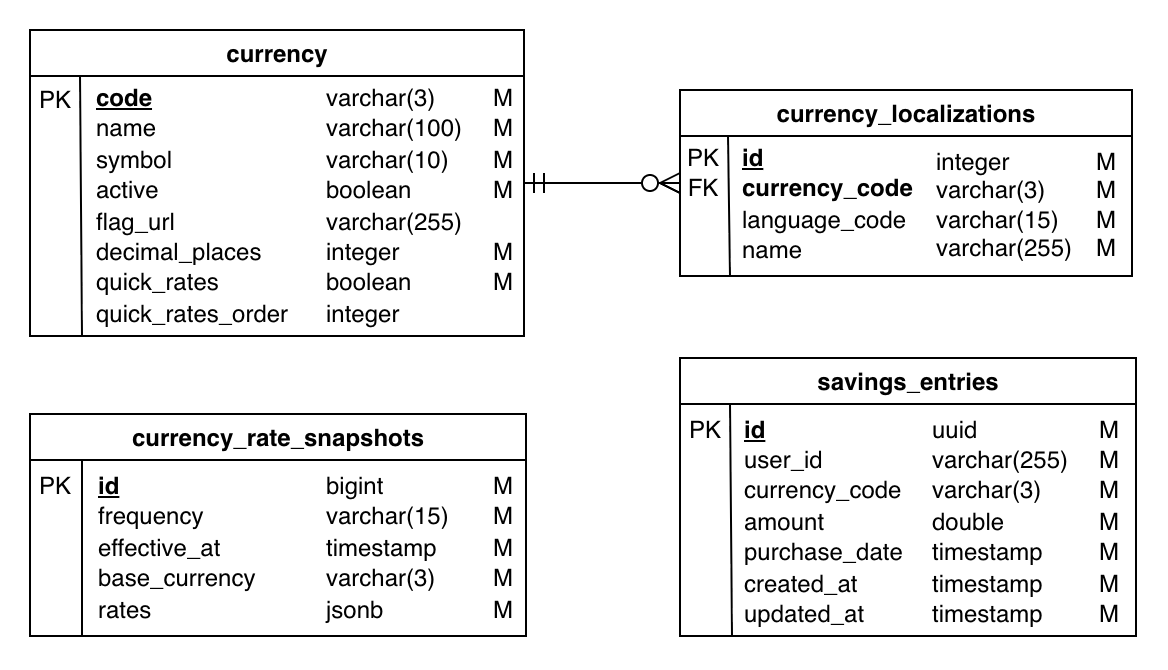 currency
PK code varchar(3) M
name varchar(100) M
symbol varchar(10) M
active boolean M
flag_url varchar(255)
decimal_places integer M
quick_rates boolean M
quick_rates_order integer
currency_localizations
PK id integer M
FK currency_code varchar(3) M
language_code varchar(15) M
name varchar(255) M
currency_rate_snapshots
PK id bigint M
frequency varchar(15) M
effective_at timestamp M
base_currency varchar(3) M
rates jsonb M
savings_entries
PK id uuid M
user_id varchar(255) M
currency_code varchar(3) M
amount double M
purchase_date timestamp M
created_at timestamp M
updated_at timestamp M